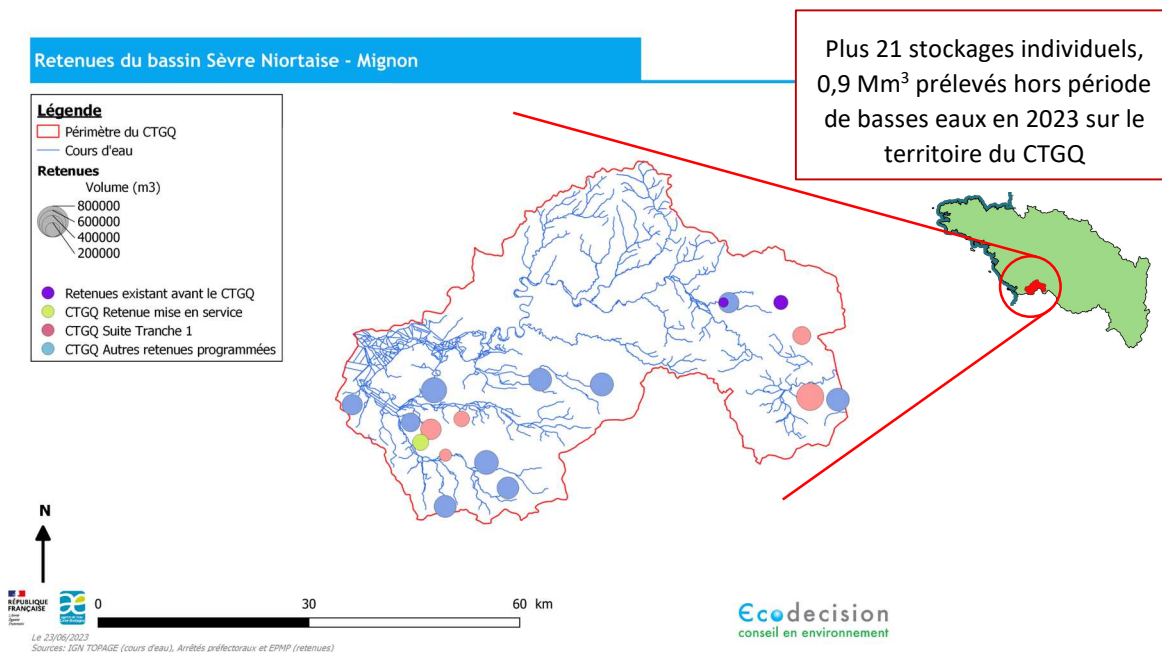 Retenues du bassin Sèvre Niortaise - Mignon
Plus 21 stockages individuels,
0,9 Mm³ prélevés hors période
de basses eaux en 2023 sur le
territoire du CTGQ
Légende
Périmètre du CTGQ
Cours d'eau
Retenues
Volume (m3)
800000
600000
400000
200000
Retenues existant avant le CTGQ
CTGQ Retenue mise en service
CTGQ Suite Tranche 1
CTGQ Autres retenues programmées
N
RÉPUBLIQUE
FRANÇAISE
0 30 60 km
Ecodecision
conseil en environnement
Le 23/06/2023
Sources: IGN TOPAGE (cours d'eau), Arrêtés préfectoraux et EPMP (retenues)